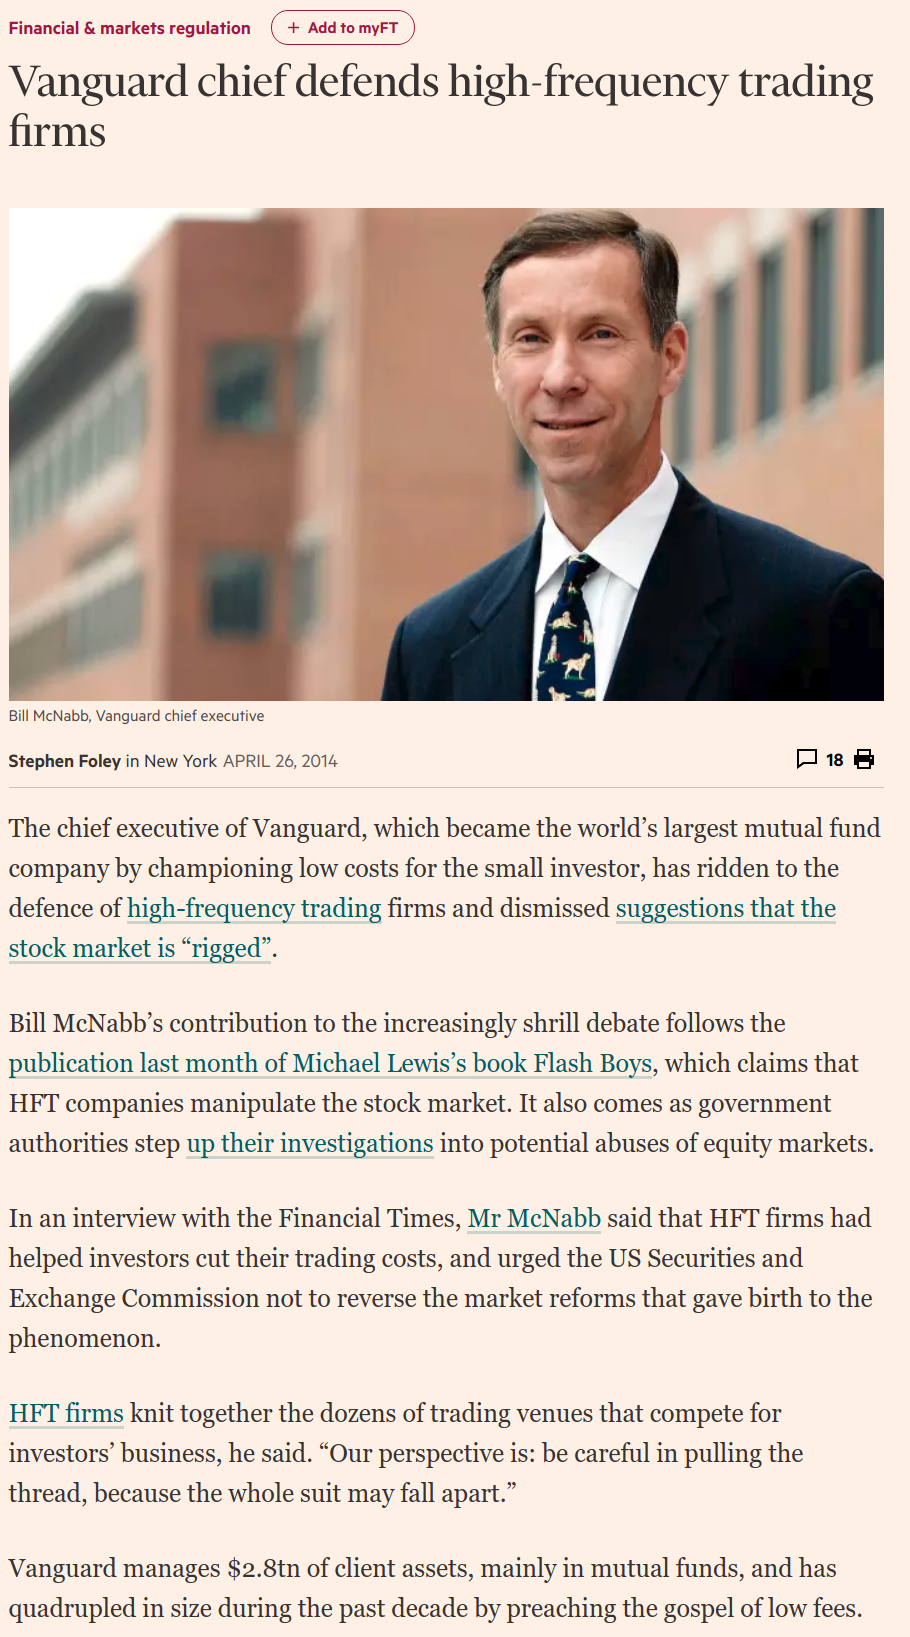 Financial & markets regulation
+ Add to myFT
Vanguard chief defends high-frequency trading
firms
Bill McNabb, Vanguard chief executive
Stephen Foley in New York APRIL 26, 2014
18
The chief executive of Vanguard, which became the world’s largest mutual fund
company by championing low costs for the small investor, has ridden to the
defence of high-frequency trading firms and dismissed suggestions that the
stock market is “rigged”.
Bill McNabb’s contribution to the increasingly shrill debate follows the
publication last month of Michael Lewis’s book Flash Boys, which claims that
HFT companies manipulate the stock market. It also comes as government
authorities step up their investigations into potential abuses of equity markets.
In an interview with the Financial Times, Mr McNabb said that HFT firms had
helped investors cut their trading costs, and urged the US Securities and
Exchange Commission not to reverse the market reforms that gave birth to the
phenomenon.
HFT firms knit together the dozens of trading venues that compete for
investors’ business, he said. “Our perspective is: be careful in pulling the
thread, because the whole suit may fall apart.”
Vanguard manages $2.8tn of client assets, mainly in mutual funds, and has
quadrupled in size during the past decade by preaching the gospel of low fees.